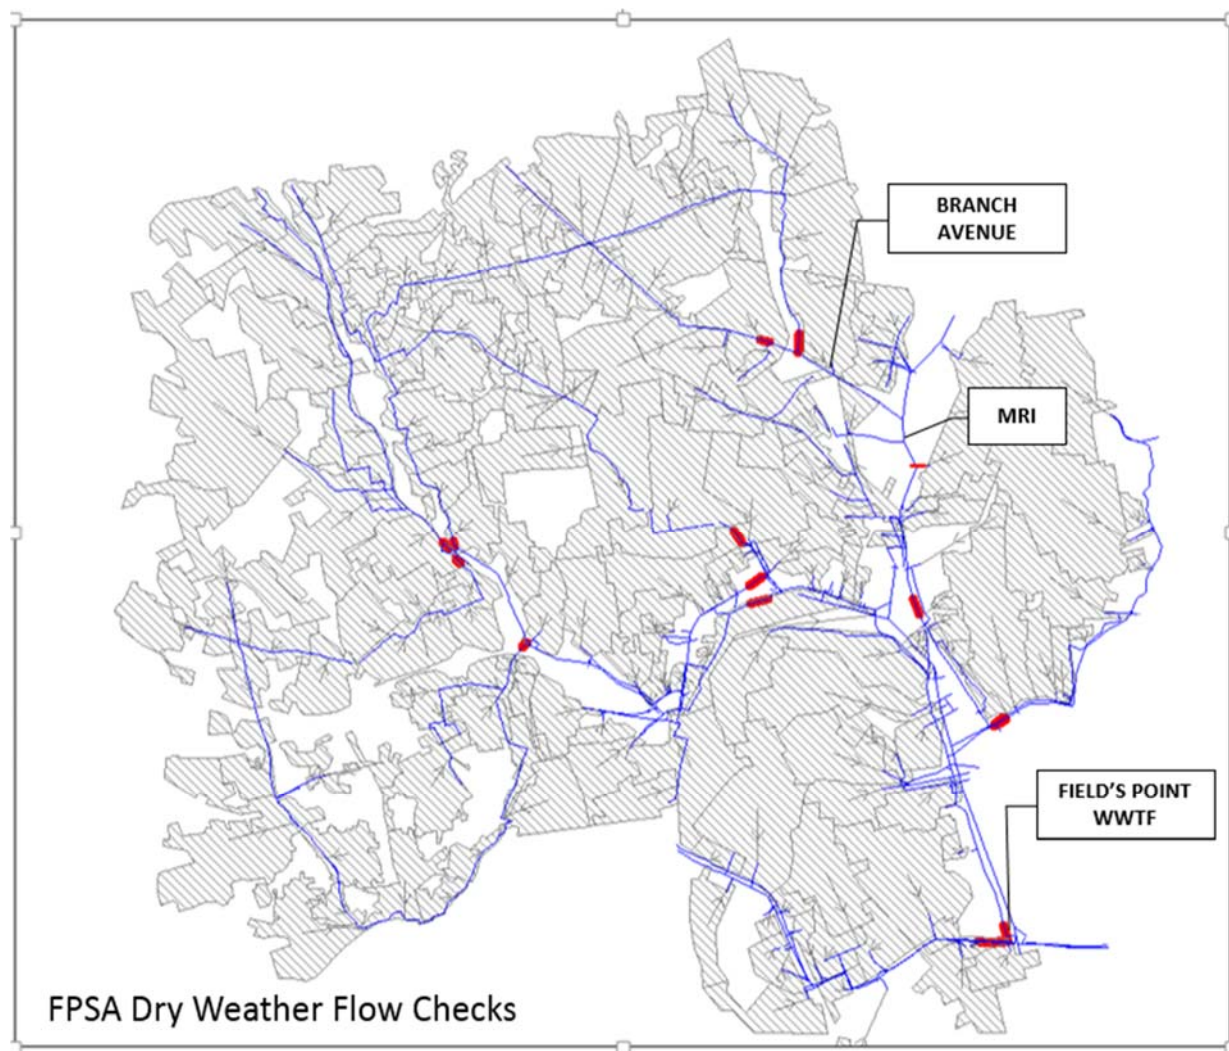 BRANCH
AVENUE
MRI
FIELD'S POINT
WWTF
FPSA Dry Weather Flow Checks